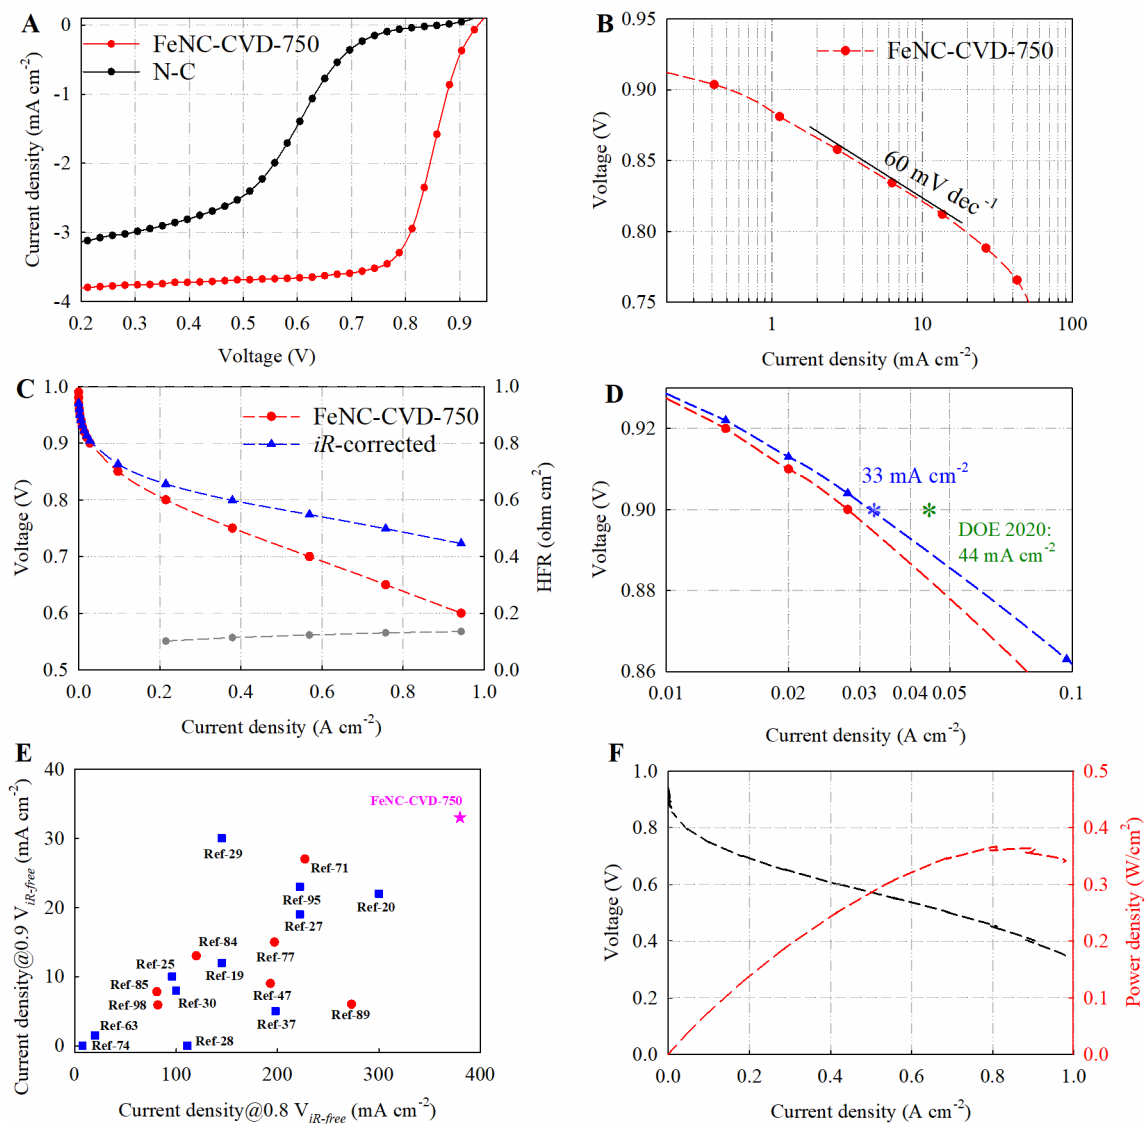 A
FeNC-CVD-750
N-C
Current density (mA cm-2)
0
-1
-2
-3
-4
0.2 0.3 0.4 0.5 0.6 0.7 0.8 0.9
Voltage (V)
B
FeNC-CVD-750
60 mV dec-1
Voltage (V)
0.90
0.85
0.80
0.75
1 10 100
Current density (mA cm-2)
C
FeNC-CVD-750
iR-corrected
Voltage (V)
1.0
0.9
0.8
0.7
0.6
0.5
0.0 0.2 0.4 0.6 0.8 1.0
Current density (A cm-2)
1.0
0.8
0.6
0.4
0.2
0.0
HFR (ohm cm2)
D
33 mA cm-2
* *
DOE 2020:
44 mA cm-2
Voltage (V)
0.92
0.90
0.88
0.86
0.01 0.02 0.03 0.04 0.05 0.1
Current density (A cm-2)
E
Current density@0.9 ViR-free (mA cm-2)
40
30
20
10
0
FeNC-CVD-750
Ref-29
Ref-71
Ref-95
Ref-20
Ref-27
Ref-84
Ref-77
Ref-25
Ref-19
Ref-85
Ref-47
Ref-98
Ref-30
Ref-89
Ref-63
Ref-37
Ref-74
Ref-28
0 100 200 300 400
Current density@0.8 ViR-free (mA cm-2)
F
Voltage (V)
1.0
0.8
0.6
0.4
0.2
0.0
0.0 0.2 0.4 0.6 0.8 1.0
Current density (A cm-2)
0.5
0.4
0.3
0.2
0.1
0.0
Power density (W/cm2)